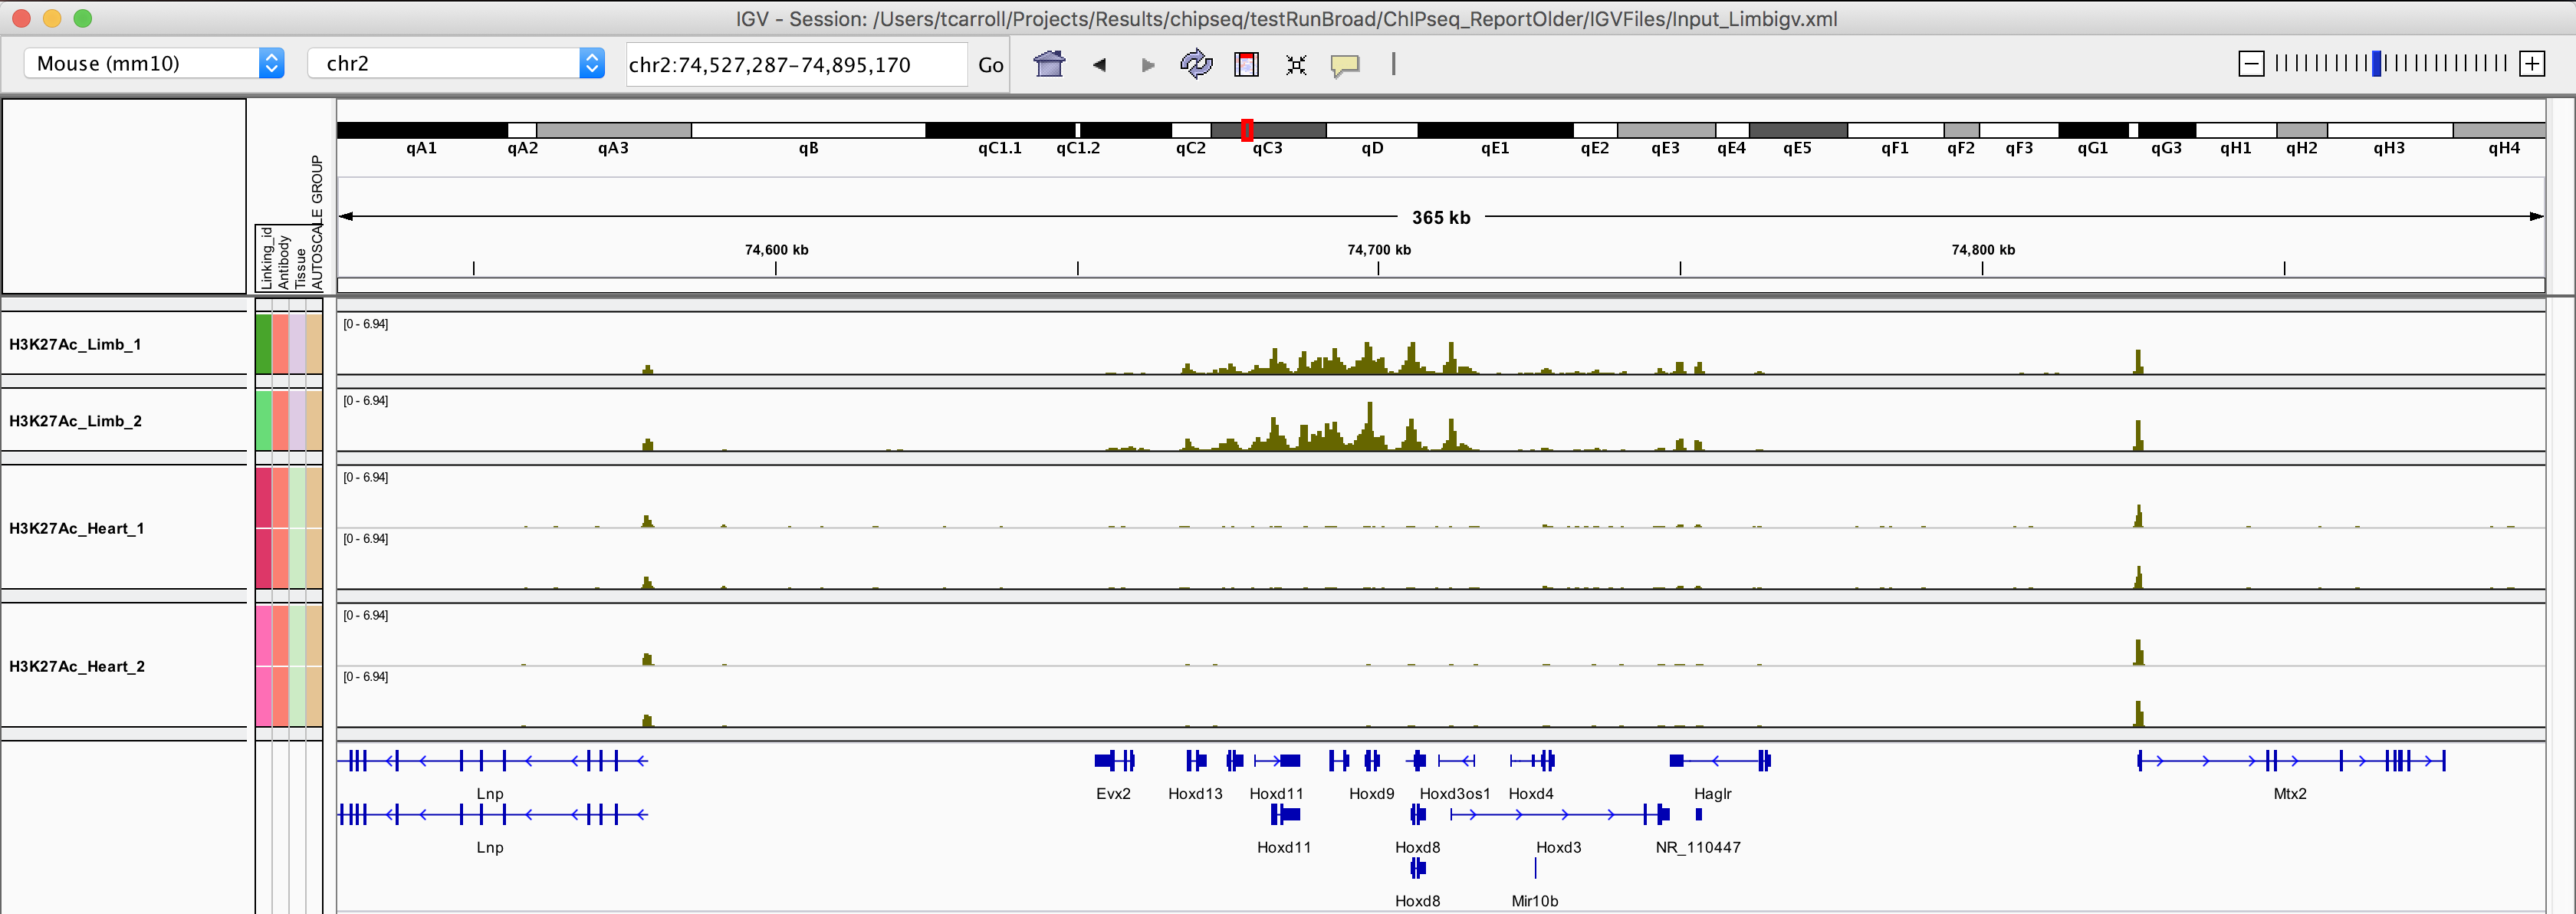 IGV - Session: /Users/tcarroll/Projects/Results/chipseq/testRunBroad/ChIPseq_ReportOlder/IGVFiles/Input_Limbigv.xml
Mouse (mm10) chr2 chr2:74,527,287-74,895,170 Go
qA1 qA2 qA3 qB qC1.1 qC1.2 qC2 qC3 qD qE1 qE2 qE3 qE4 qE5 qF1 qF2 qF3 qG1 qG3 qH1 qH2 qH3 qH4
Linking_id
Antibody
Tissue
AUTOSCALE GROUP
365 kb
74,600 kb 74,700 kb 74,800 kb
[0 - 6.94]
H3K27Ac_Limb_1
[0 - 6.94]
H3K27Ac_Limb_2
[0 - 6.94]
H3K27Ac_Heart_1
[0 - 6.94]
[0 - 6.94]
H3K27Ac_Heart_2
[0 - 6.94]
Lnp Evx2 Hoxd13 Hoxd11 Hoxd9 Hoxd3os1 Hoxd4 Haglr Mtx2
Lnp Hoxd11 Hoxd8 Hoxd3 NR_110447
Hoxd8 Mir10b